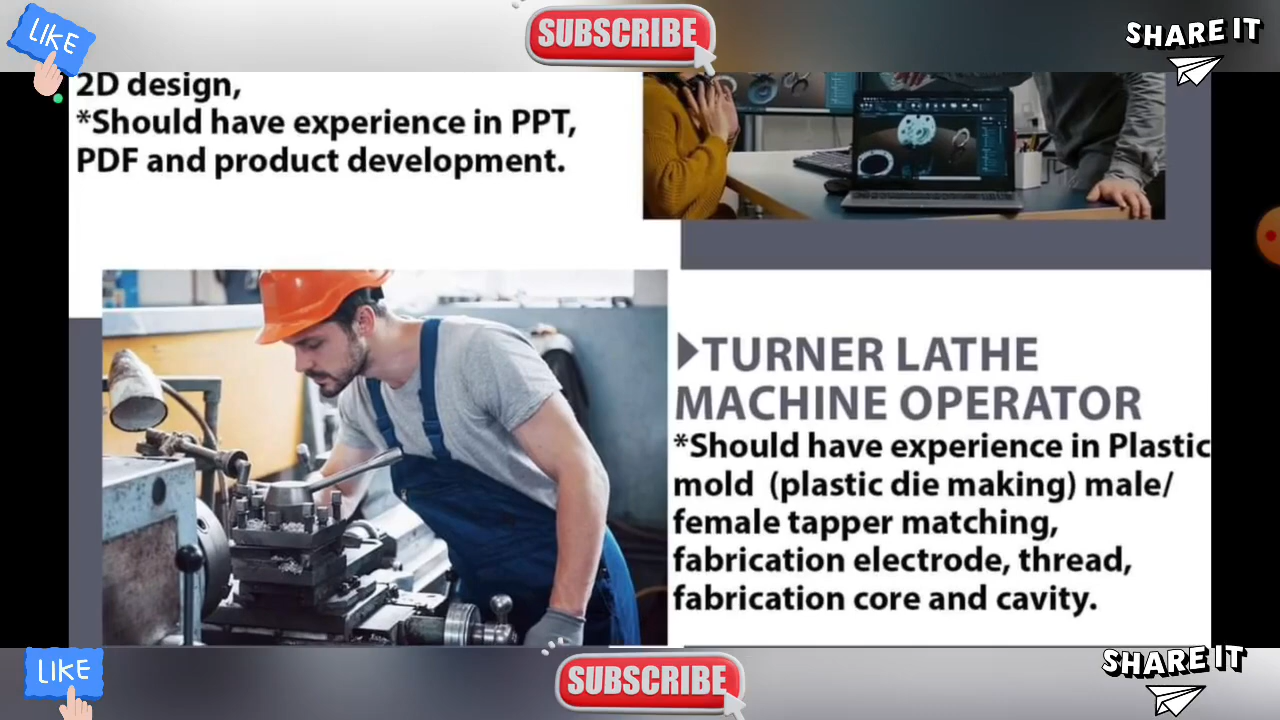 LIKE
SUBSCRIBE
SHARE IT
2D design,
*Should have experience in PPT,
PDF and product development.
TURNER LATHE
MACHINE OPERATOR
*Should have experience in Plastic
mold (plastic die making) male/
female tapper matching,
fabrication electrode, thread,
fabrication core and cavity.
LIKE
SUBSCRIBE
SHARE IT